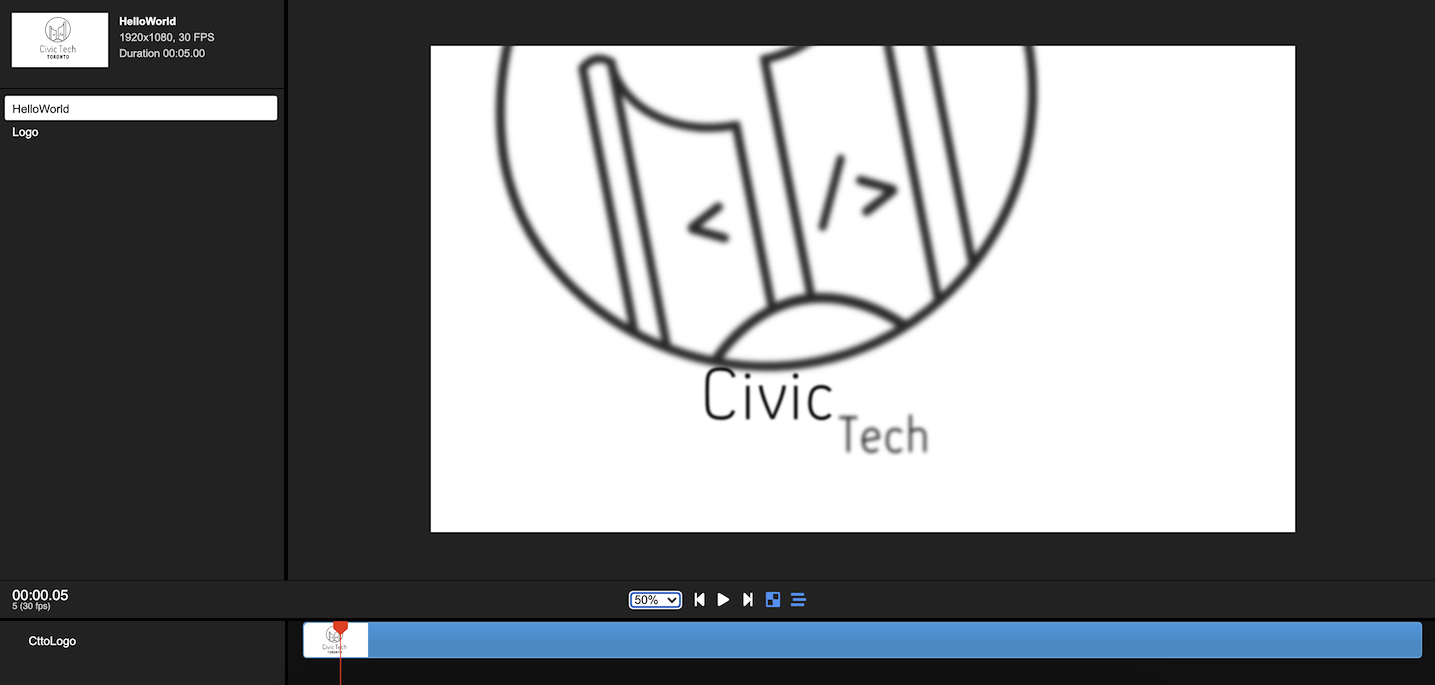 HelloWorld
1920x1080, 30 FPS
Duration 00:05.00
Civic Tech
TORONTO
HelloWorld
Logo
< />
Civic
Tech
00:00.05
5 (30 fps)
50%
CttoLogo
Civic Tech
TORONTO